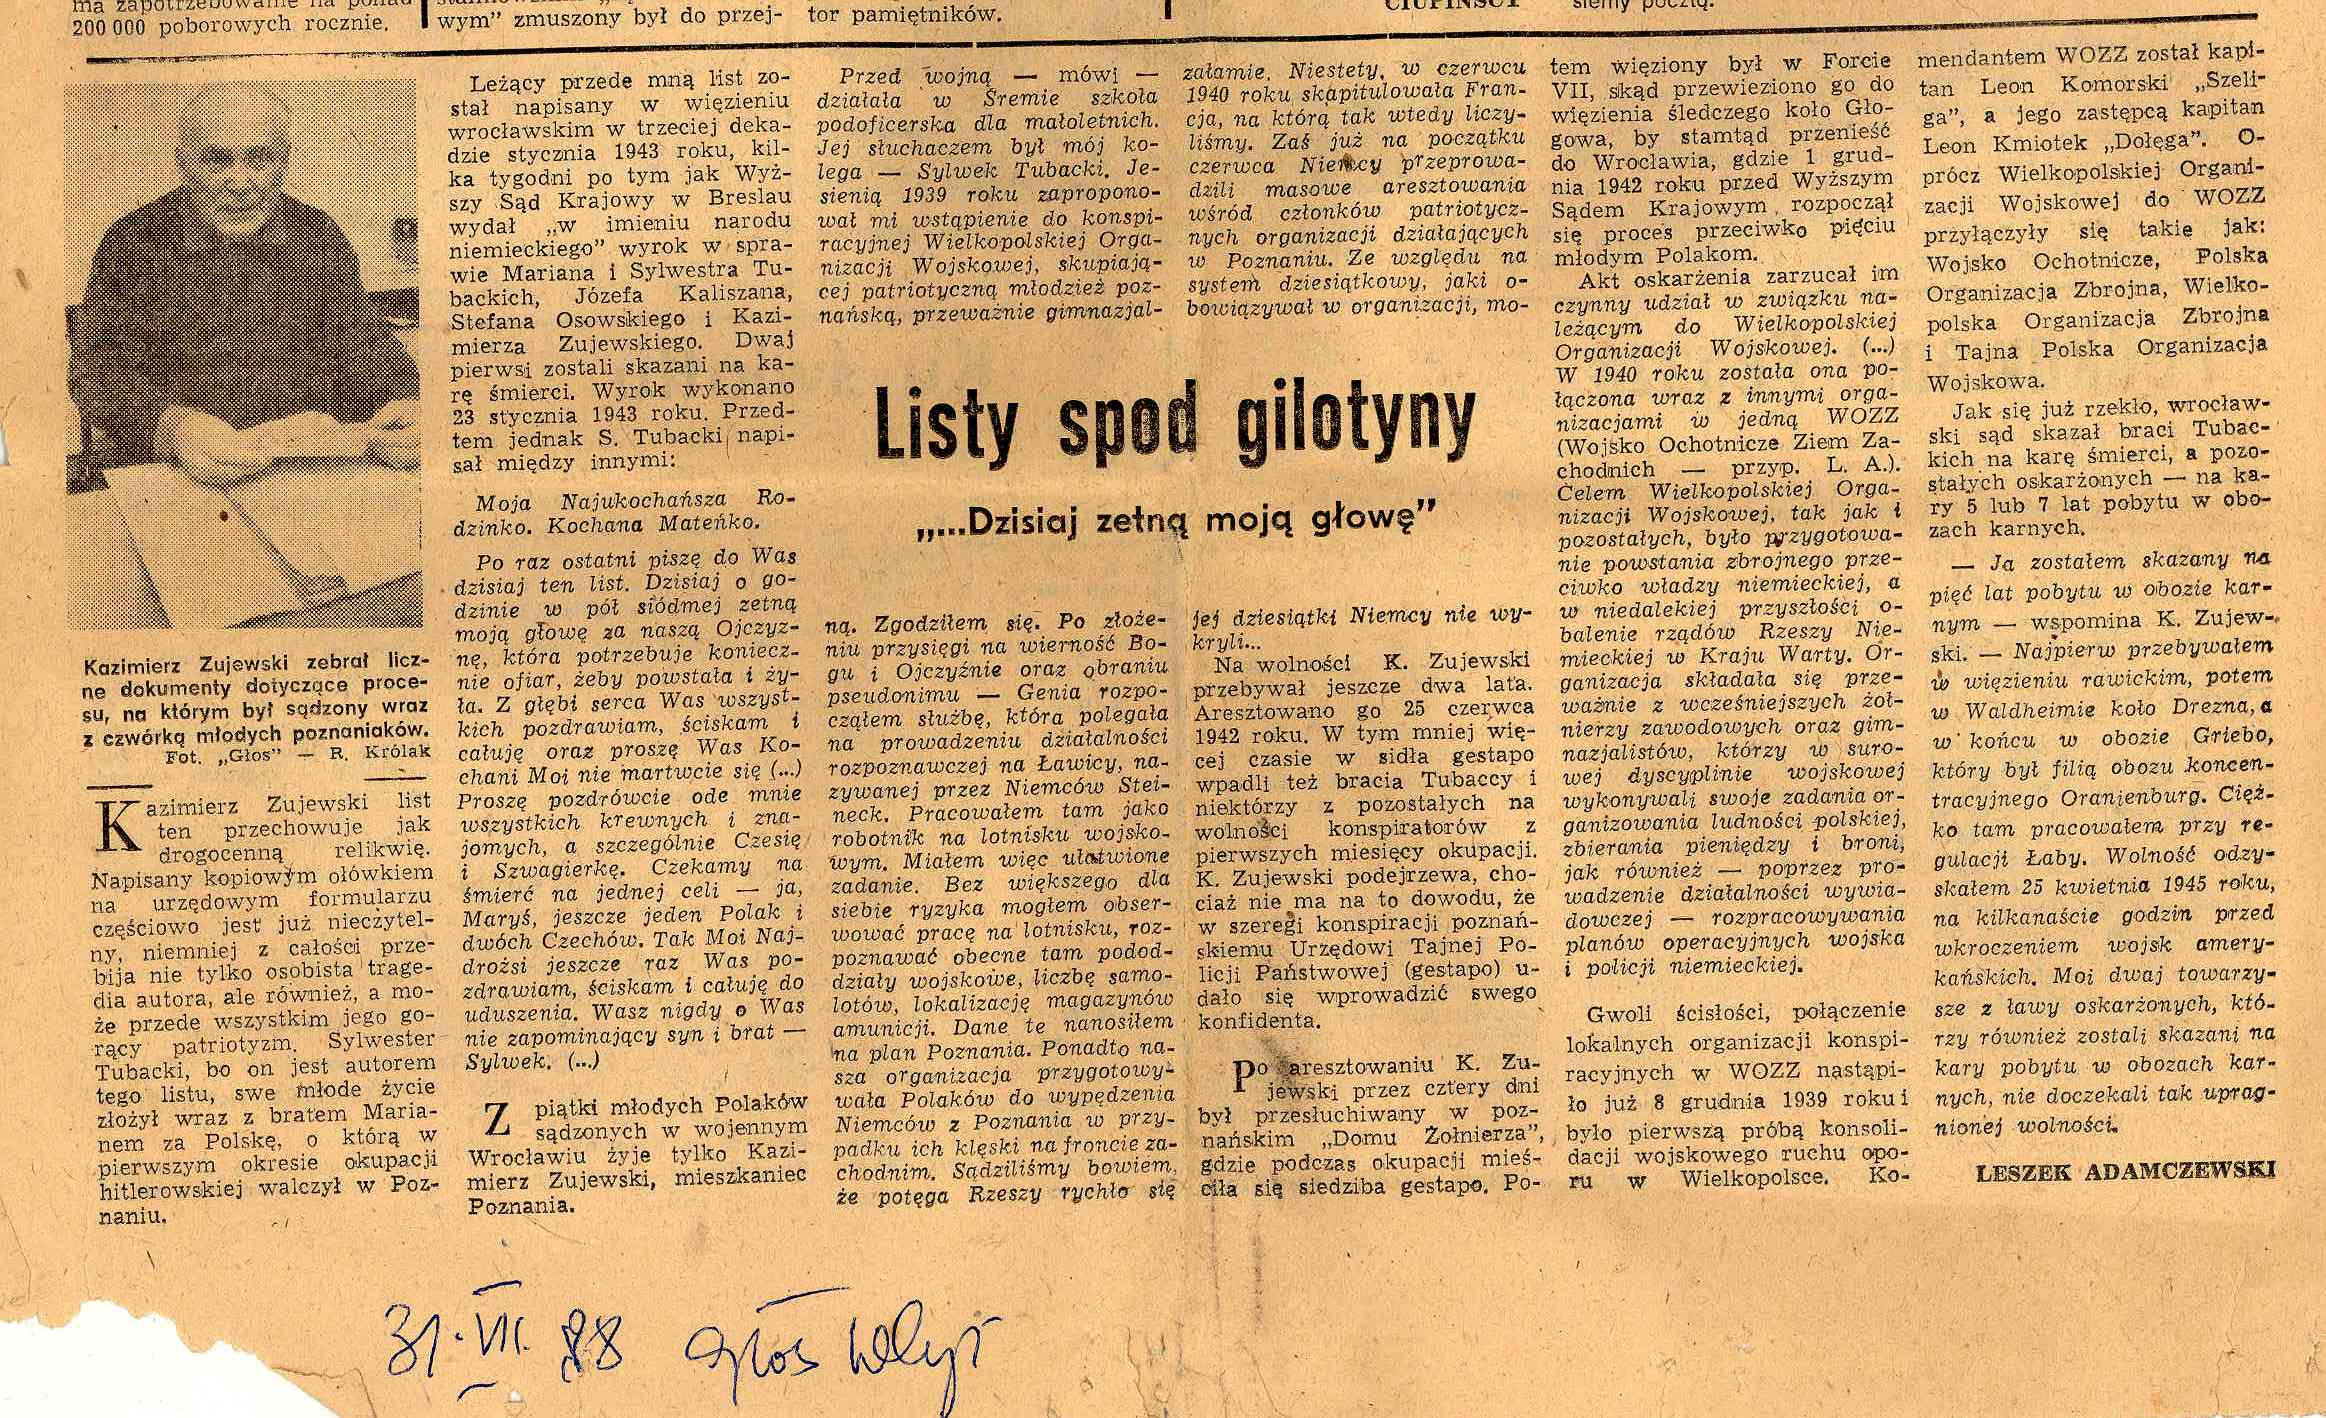 ma zapotrzebowanie na ponad
200 000 poborowych rocznie.
wym” zmuszony był do przej-
tor pamiętników.
siemy pocztą.
Kazimierz Zujewski zebrał licz-
ne dokumenty dotyczące proce-
su, na którym był sądzony wraz
z czwórką młodych poznaniaków.
Fot. „Głos” — R. Królak
Kazimierz Zujewski list
ten przechowuje jak
drogocenną relikwię.
Napisany kopiowym ołówkiem
na urzędowym formularzu
częściowo jest już nieczytel-
ny, niemniej z całości prze-
bija nie tylko osobista trage-
dia autora, ale również, a mo-
że przede wszystkim jego go-
rący patriotyzm. Sylwester
Tubacki, bo on jest autorem
tego listu, swe młode życie
złożył wraz z bratem Maria-
nem za Polskę, o którą w
pierwszym okresie okupacji
hitlerowskiej walczył w Poz-
naniu.
Leżący przede mną list zo-
stał napisany w więzieniu
wrocławskim w trzeciej deka-
dzie stycznia 1943 roku, kil-
ka tygodni po tym jak Wyż-
szy Sąd Krajowy w Breslau
wydał „w imieniu narodu
niemieckiego” wyrok w spra-
wie Mariana i Sylwestra Tu-
backich, Józefa Kaliszana,
Stefana Osowskiego i Kazi-
mierza Zujewskiego. Dwaj
pierwsi zostali skazani na ka-
rę śmierci. Wyrok wykonano
23 stycznia 1943 roku. Przed-
tem jednak S. Tubacki napi-
sał między innymi:
Moja Najukochańsza Ro-
dzinko. Kochana Mateńko.
Po raz ostatni piszę do Was
dzisiaj ten list. Dzisiaj o go-
dzinie w pół siódmej zetną
moją głowę za naszą Ojczyz-
nę, która potrzebuje koniecz-
nie ofiar, żeby powstała i ży-
ła. Z głębi serca Was wszyst-
kich pozdrawiam, ściskam i
całuję oraz proszę Was Ko-
chani Moi nie martwcie się (...)
Proszę pozdrówcie ode mnie
wszystkich krewnych i zna-
jomych, a szczególnie Czesię
i Szwagierkę. Czekamy na
śmierć na jednej celi — ja,
Maryś, jeszcze jeden Polak i
dwóch Czechów. Tak Moi Naj-
drożsi jeszcze raz Was po-
zdrawiam, ściskam i całuję do
uduszenia. Wasz nigdy o Was
nie zapominający syn i brat —
Sylwek. (...)
Z piątki młodych Polaków
sądzonych w wojennym
Wrocławiu żyje tylko Kazi-
mierz Zujewski, mieszkaniec
Poznania.
Listy spod gilotyny
„...Dzisiaj zetną moją głowę”
Przed wojną — mówi —
działała w Śremie szkoła
podoficerska dla małoletnich.
Jej słuchaczem był mój ko-
lega — Sylwek Tubacki. Je-
sienią 1939 roku zapropono-
wał mi wstąpienie do konspi-
racyjnej Wielkopolskiej Orga-
nizacji Wojskowej, skupiają-
cej patriotyczną młodzież poz-
nańską, przeważnie gimnazjal-
ną. Zgodziłem się. Po złoże-
niu przysięgi na wierność Bo-
gu i Ojczyźnie oraz obraniu
pseudonimu — Genia rozpo-
cząłem służbę, która polegała
na prowadzeniu działalności
rozpoznawczej na Ławicy, na-
zywanej przez Niemców Stei-
neck. Pracowałem tam jako
robotnik na lotnisku wojsko-
wym. Miałem więc ułatwione
zadanie. Bez większego dla
siebie ryzyka mogłem obser-
wować pracę na lotnisku, roz-
poznawać obecne tam podod-
działy wojskowe, liczbę samo-
lotów, lokalizację magazynów
amunicji. Dane te nanosiłem
na plan Poznania. Ponadto na-
sza organizacja przygotowy-
wała Polaków do wypędzenia
Niemców z Poznania w przy-
padku ich klęski na froncie za-
chodnim. Sądziliśmy bowiem,
że potęga Rzeszy rychło się
załamie. Niestety, w czerwcu
1940 roku skapitulowała Fran-
cja, na którą tak wtedy liczy-
liśmy. Zaś już na początku
czerwca Niemcy przeprowa-
dzili masowe aresztowania
wśród członków patriotycz-
nych organizacji działających
w Poznaniu. Ze względu na
system dziesiątkowy, jaki o-
bowiązywał w organizacji, mo-
jej dziesiątki Niemcy nie wy-
kryli...
Na wolności K. Zujewski
przebywał jeszcze dwa lata.
Aresztowano go 25 czerwca
1942 roku. W tym mniej wię-
cej czasie w sidła gestapo
wpadli też bracia Tubaccy i
niektórzy z pozostałych na
wolności konspiratorów z
pierwszych miesięcy okupacji.
K. Zujewski podejrzewa, cho-
ciaż nie ma na to dowodu, że
w szeregi konspiracji poznań-
skiemu Urzędowi Tajnej Po-
licji Państwowej (gestapo) u-
dało się wprowadzić swego
konfidenta.
Po aresztowaniu K. Zu-
jewski przez cztery dni
był przesłuchiwany w poz-
nańskim „Domu Żołnierza”,
gdzie podczas okupacji mieś-
ciła się siedziba gestapo. Po-
tem więziony był w Forcie
VII, skąd przewieziono go do
więzienia śledczego koło Gło-
gowa, by stamtąd przenieść
do Wrocławia, gdzie 1 grud-
nia 1942 roku przed Wyższym
Sądem Krajowym rozpoczął
się proces przeciwko pięciu
młodym Polakom.
Akt oskarżenia zarzucał im
czynny udział w związku na-
leżącym do Wielkopolskiej
Organizacji Wojskowej. (...)
W 1940 roku została ona po-
łączona wraz z innymi orga-
nizacjami w jedną WOZZ
(Wojsko Ochotnicze Ziem Za-
chodnich — przyp. L. A.).
Celem Wielkopolskiej Orga-
nizacji Wojskowej, tak jak i
pozostałych, było przygotowa-
nie powstania zbrojnego prze-
ciwko władzy niemieckiej, a
w niedalekiej przyszłości o-
balenie rządów Rzeszy Nie-
mieckiej w Kraju Warty. Or-
ganizacja składała się prze-
ważnie z wcześniejszych żoł-
nierzy zawodowych oraz gim-
nazjalistów, którzy w suro-
wej dyscyplinie wojskowej
wykonywali swoje zadania or-
ganizowania ludności polskiej,
zbierania pieniędzy i broni,
jak również — poprzez pro-
wadzenie działalności wywia-
dowczej — rozpracowywania
planów operacyjnych wojska
i policji niemieckiej.
Gwoli ścisłości, połączenie
lokalnych organizacji konspi-
racyjnych w WOZZ nastąpi-
ło już 8 grudnia 1939 roku i
było pierwszą próbą konsoli-
dacji wojskowego ruchu opo-
ru w Wielkopolsce. Ko-
mendantem WOZZ został kapi-
tan Leon Komorski „Szeli-
ga”, a jego zastępcą kapitan
Leon Kmiotek „Dołęga”. O-
prócz Wielkopolskiej Organi-
zacji Wojskowej do WOZZ
przyłączyły się takie jak:
Wojsko Ochotnicze, Polska
Organizacja Zbrojna, Wielko-
polska Organizacja Zbrojna
i Tajna Polska Organizacja
Wojskowa.
Jak się już rzekło, wrocław-
ski sąd skazał braci Tubac-
kich na karę śmierci, a pozo-
stałych oskarżonych — na ka-
ry 5 lub 7 lat pobytu w obo-
zach karnych.
— Ja zostałem skazany na
pięć lat pobytu w obozie kar-
nym — wspomina K. Zujew-
ski. — Najpierw przebywałem
w więzieniu rawickim, potem
w Waldheimie koło Drezna, a
w końcu w obozie Griebo,
który był filią obozu koncen-
tracyjnego Oranienburg. Cięż-
ko tam pracowałem przy re-
gulacji Łaby. Wolność odzy-
skałem 25 kwietnia 1945 roku,
na kilkanaście godzin przed
wkroczeniem wojsk amery-
kańskich. Moi dwaj towarzy-
sze z ławy oskarżonych, któ-
rzy również zostali skazani na
kary pobytu w obozach kar-
nych, nie doczekali tak uprag-
nionej wolności.
LESZEK ADAMCZEWSKI
31. VII. 88 Głos Wlkp